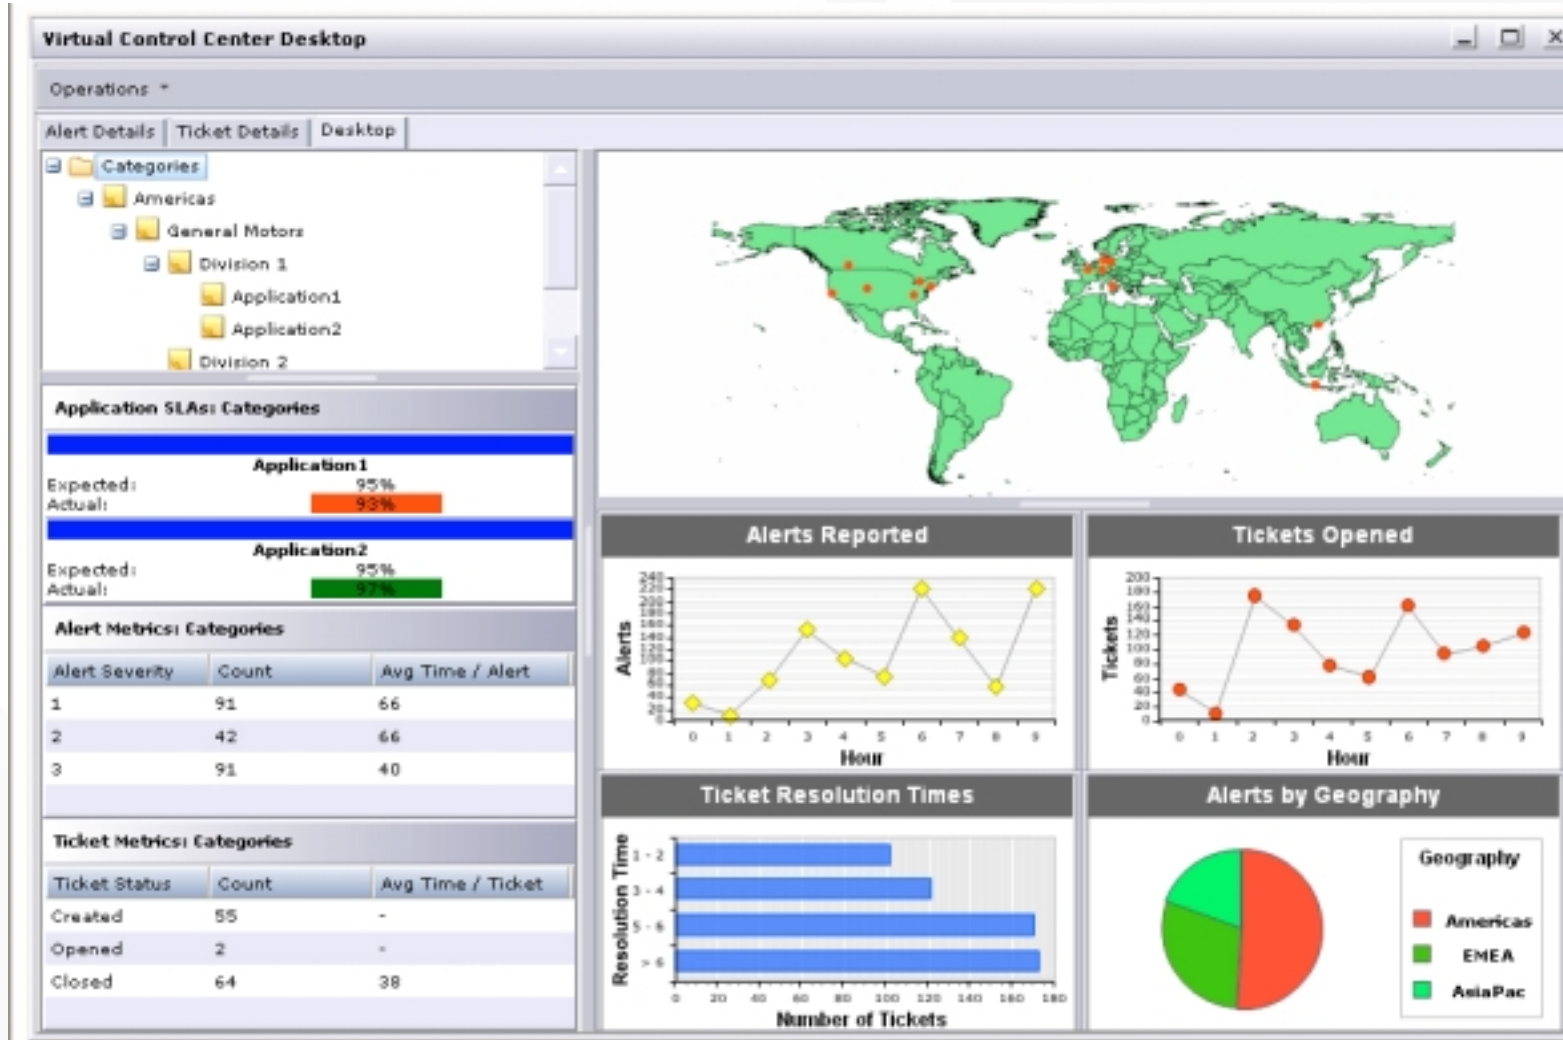 Virtual Control Center Desktop
Operations
Alert Details Ticket Details Desktop
Categories
Americas
General Motors
Division 1
Application1
Application2
Division 2
Application SLAs: Categories
Application1
Expected: 95%
Actual: 93%
Application2
Expected: 95%
Actual: 97%
Alert Metrics: Categories
Alert Severity Count Avg Time / Alert
1 91 66
2 42 66
3 91 40
Ticket Metrics: Categories
Ticket Status Count Avg Time / Ticket
Created 55 -
Opened 2 -
Closed 64 38
Alerts Reported
Alerts
0 1 2 3 4 5 6 7 8 9
Hour
Tickets Opened
Tickets
200
0 1 2 3 4 5 6 7 8 9
Hour
Ticket Resolution Times
Resolution Time
1 - 2
3 - 4
5 - 6
> 6
0 20 40 60 80 100 120 140 160 180
Number of Tickets
Alerts by Geography
Geography
Americas
EMEA
AsiaPac